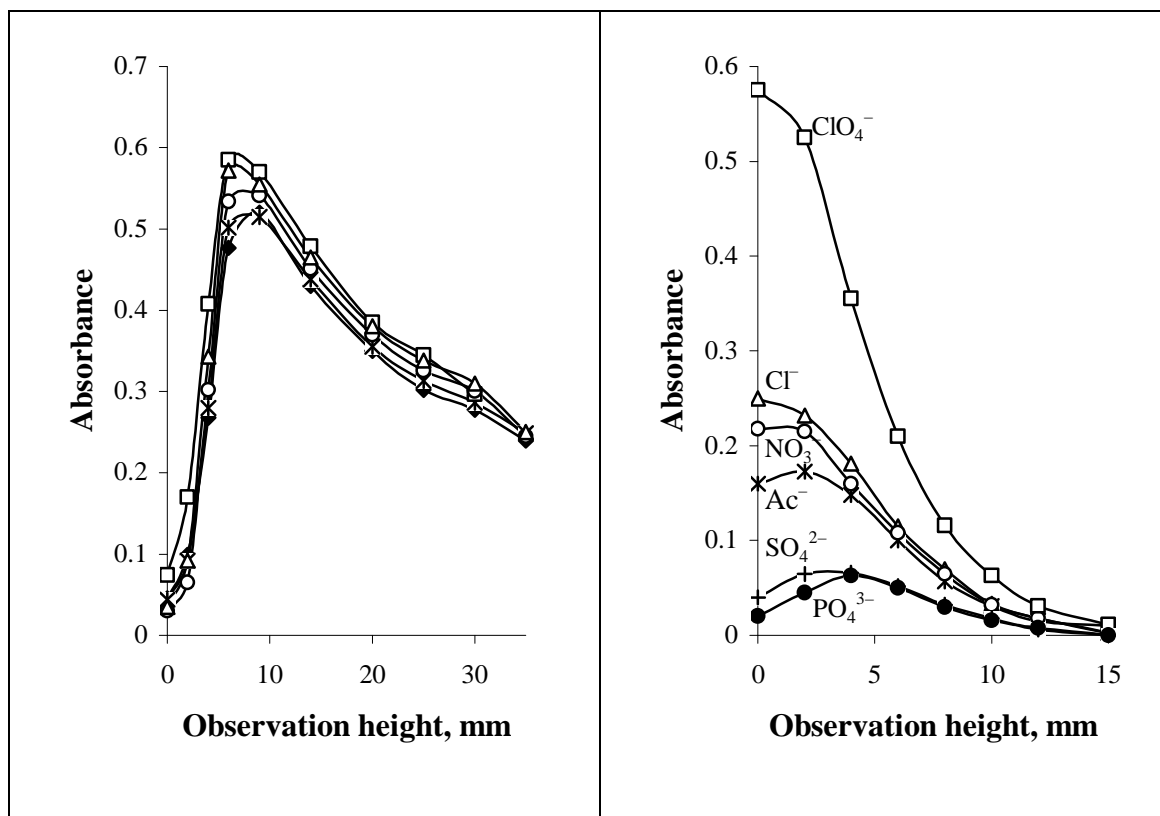 0.7
0.6
0.5
0.4
0.3
0.2
0.1
0
Absorbance
0 10 20 30
Observation height, mm
0.6
0.5
0.4
0.3
0.2
0.1
0
Absorbance
ClO₄⁻
Cl⁻
NO₃⁻
Ac⁻
SO₄²⁻
PO₄³⁻
0 5 10 15
Observation height, mm